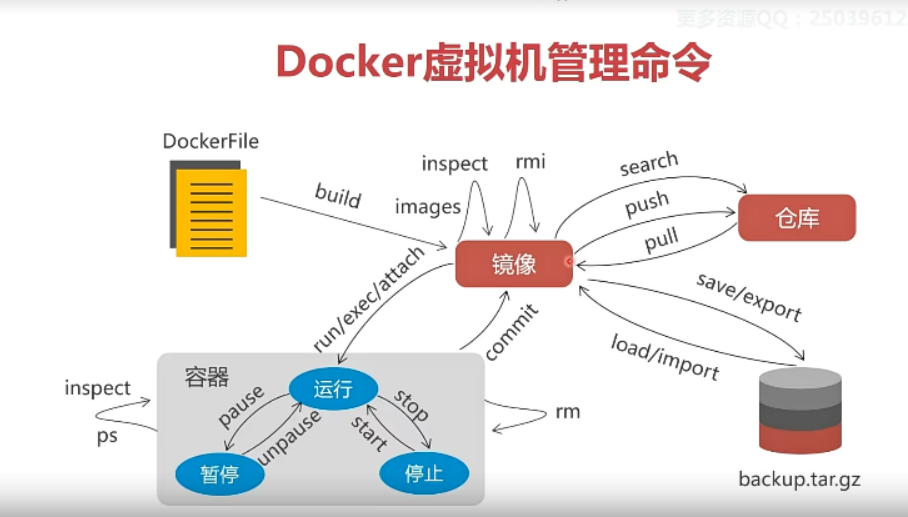 更多资源QQ：25039612
Docker虚拟机管理命令
DockerFile
build
inspect
rmi
images
search
push
pull
仓库
镜像
run/exec/attach
commit
save/export
load/import
容器
运行
pause
unpause
stop
start
暂停
停止
inspect
ps
rm
backup.tar.gz